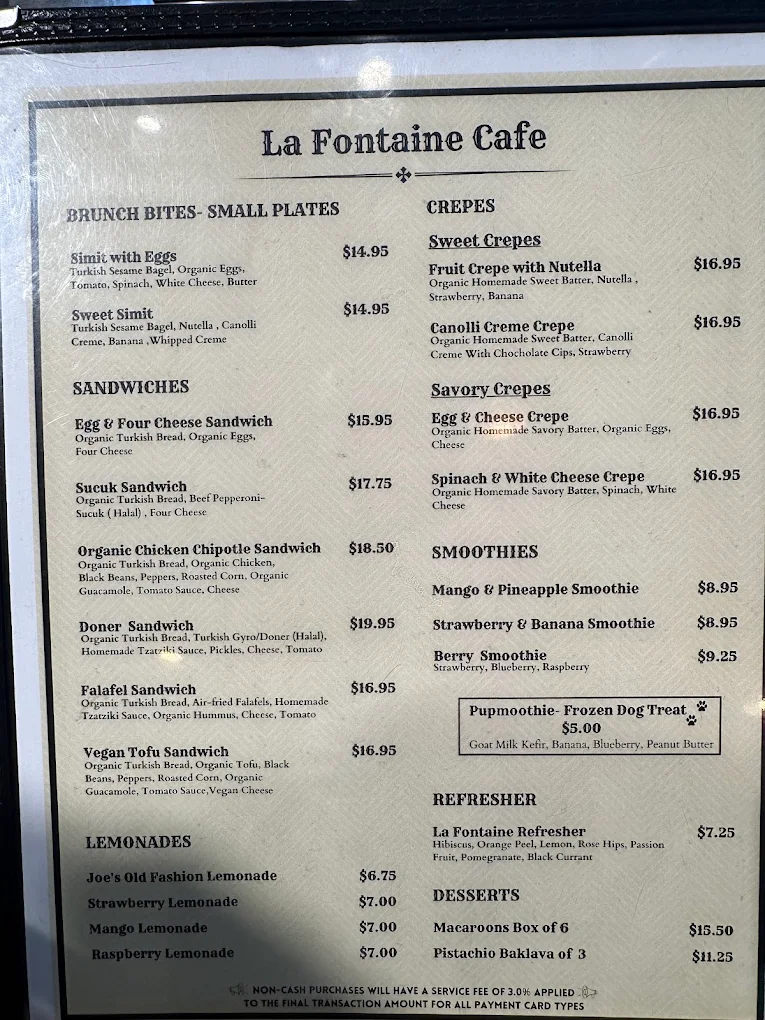 La Fontaine Cafe
BRUNCH BITES- SMALL PLATES
Simit with Eggs $14.95
Turkish Sesame Bagel, Organic Eggs,
Tomato, Spinach, White Cheese, Butter
Sweet Simit $14.95
Turkish Sesame Bagel, Nutella , Canolli
Creme, Banana ,Whipped Creme
SANDWICHES
Egg & Four Cheese Sandwich $15.95
Organic Turkish Bread, Organic Eggs,
Four Cheese
Sucuk Sandwich $17.75
Organic Turkish Bread, Beef Pepperoni-
Sucuk ( Halal) , Four Cheese
Organic Chicken Chipotle Sandwich $18.50
Organic Turkish Bread, Organic Chicken,
Black Beans, Peppers, Roasted Corn, Organic
Guacamole, Tomato Sauce, Cheese
Doner Sandwich $19.95
Organic Turkish Bread, Turkish Gyro/Doner (Halal),
Homemade Tzatziki Sauce, Pickles, Cheese, Tomato
Falafel Sandwich $16.95
Organic Turkish Bread, Air-fried Falafels, Homemade
Tzatziki Sauce, Organic Hummus, Cheese, Tomato
Vegan Tofu Sandwich $16.95
Organic Turkish Bread, Organic Tofu, Black
Beans, Peppers, Roasted Corn, Organic
Guacamole, Tomato Sauce,Vegan Cheese
LEMONADES
Joe's Old Fashion Lemonade $6.75
Strawberry Lemonade $7.00
Mango Lemonade $7.00
Raspberry Lemonade $7.00
CREPES
Sweet Crepes
Fruit Crepe with Nutella $16.95
Organic Homemade Sweet Batter, Nutella ,
Strawberry, Banana
Canolli Creme Crepe $16.95
Organic Homemade Sweet Batter, Canolli
Creme With Chocholate Cips, Strawberry
Savory Crepes
Egg & Cheese Crepe $16.95
Organic Homemade Savory Batter, Organic Eggs,
Cheese
Spinach & White Cheese Crepe $16.95
Organic Homemade Savory Batter, Spinach, White
Cheese
SMOOTHIES
Mango & Pineapple Smoothie $8.95
Strawberry & Banana Smoothie $8.95
Berry Smoothie $9.25
Strawberry, Blueberry, Raspberry
Pupmoothie- Frozen Dog Treat
$5.00
Goat Milk Kefir, Banana, Blueberry, Peanut Butter
REFRESHER
La Fontaine Refresher $7.25
Hibiscus, Orange Peel, Lemon, Rose Hips, Passion
Fruit, Pomegranate, Black Currant
DESSERTS
Macaroons Box of 6 $15.50
Pistachio Baklava of 3 $11.25
NON-CASH PURCHASES WILL HAVE A SERVICE FEE OF 3.0% APPLIED
TO THE FINAL TRANSACTION AMOUNT FOR ALL PAYMENT CARD TYPES